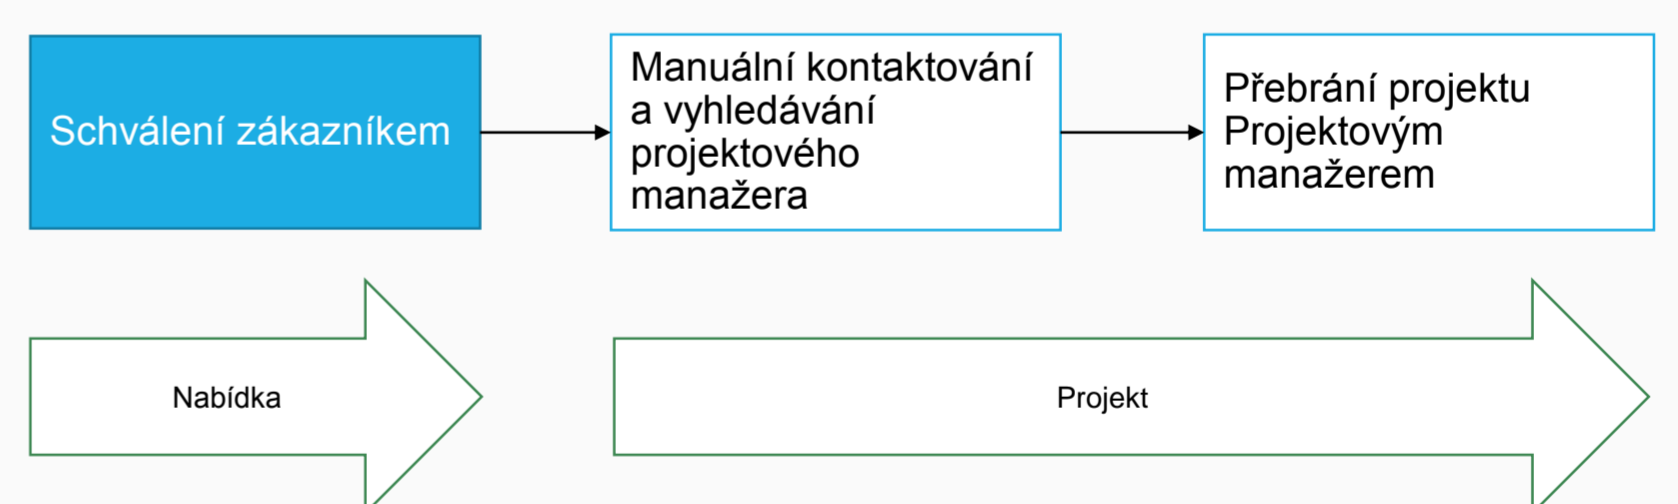 Schválení zákazníkem
Manuální kontaktování
a vyhledávání
projektového
manažera
Přebrání projektu
Projektovým
manažerem
Nabídka
Projekt